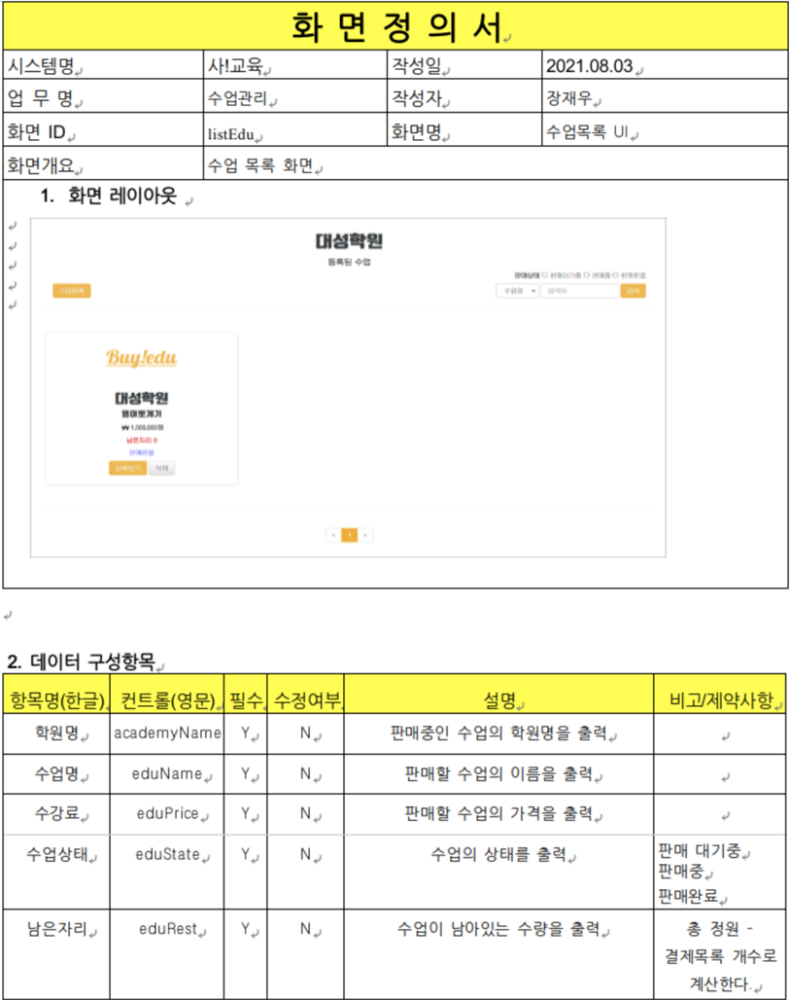 화 면 정 의 서
시스템명 사!교육 작성일 2021.08.03
업 무 명 수업관리 작성자 장재우
화면 ID listEdu 화면명 수업목록 UI
화면개요 수업 목록 화면
1. 화면 레이아웃
대성학원
등록된 수업
판매상태 판매대기중 판매중 판매완료
수업등록 수업명 검색어 검색
Buy!edu
대성학원
영어뽀개기
₩ 1,000,000원
남은자리 0
판매완료
상세보기 삭제
« 1 »
2. 데이터 구성항목
항목명(한글) 컨트롤(영문) 필수 수정여부 설명 비고/제약사항
학원명 academyName Y N 판매중인 수업의 학원명을 출력
수업명 eduName Y N 판매할 수업의 이름을 출력
수강료 eduPrice Y N 판매할 수업의 가격을 출력
수업상태 eduState Y N 수업의 상태를 출력 판매 대기중
판매중
판매완료
남은자리 eduRest Y N 수업이 남아있는 수량을 출력 총 정원 -
결제목록 개수로
계산한다.